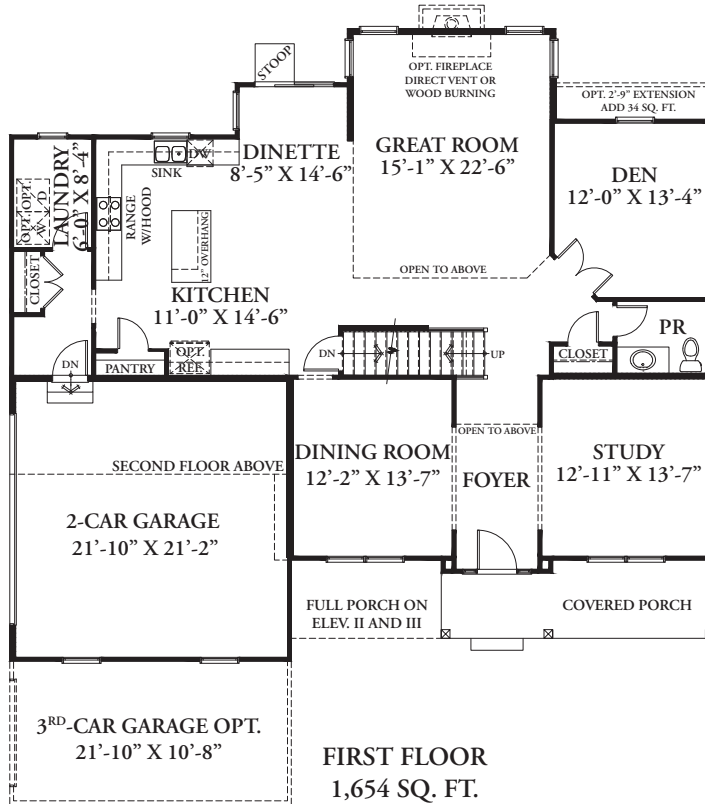 STOOP
OPT. FIREPLACE
DIRECT VENT OR
WOOD BURNING
OPT. 2'-9" EXTENSION
ADD 34 SQ. FT.
GREAT ROOM
15'-1" X 22'-6"
DINETTE
8'-5" X 14'-6"
DW
SINK
LAUNDRY
6'-0" X 8'-4"
OPT.
W
OPT.
D
RANGE
W/HOOD
12" OVERHANG
DEN
12'-0" X 13'-4"
CLOSET
OPEN TO ABOVE
KITCHEN
11'-0" X 14'-6"
PR
OPT.
REF.
PANTRY
DN
DN
UP
CLOSET
OPEN TO ABOVE
SECOND FLOOR ABOVE
DINING ROOM
12'-2" X 13'-7"
FOYER
STUDY
12'-11" X 13'-7"
2-CAR GARAGE
21'-10" X 21'-2"
FULL PORCH ON
ELEV. II AND III
COVERED PORCH
3RD-CAR GARAGE OPT.
21'-10" X 10'-8"
FIRST FLOOR
1,654 SQ. FT.